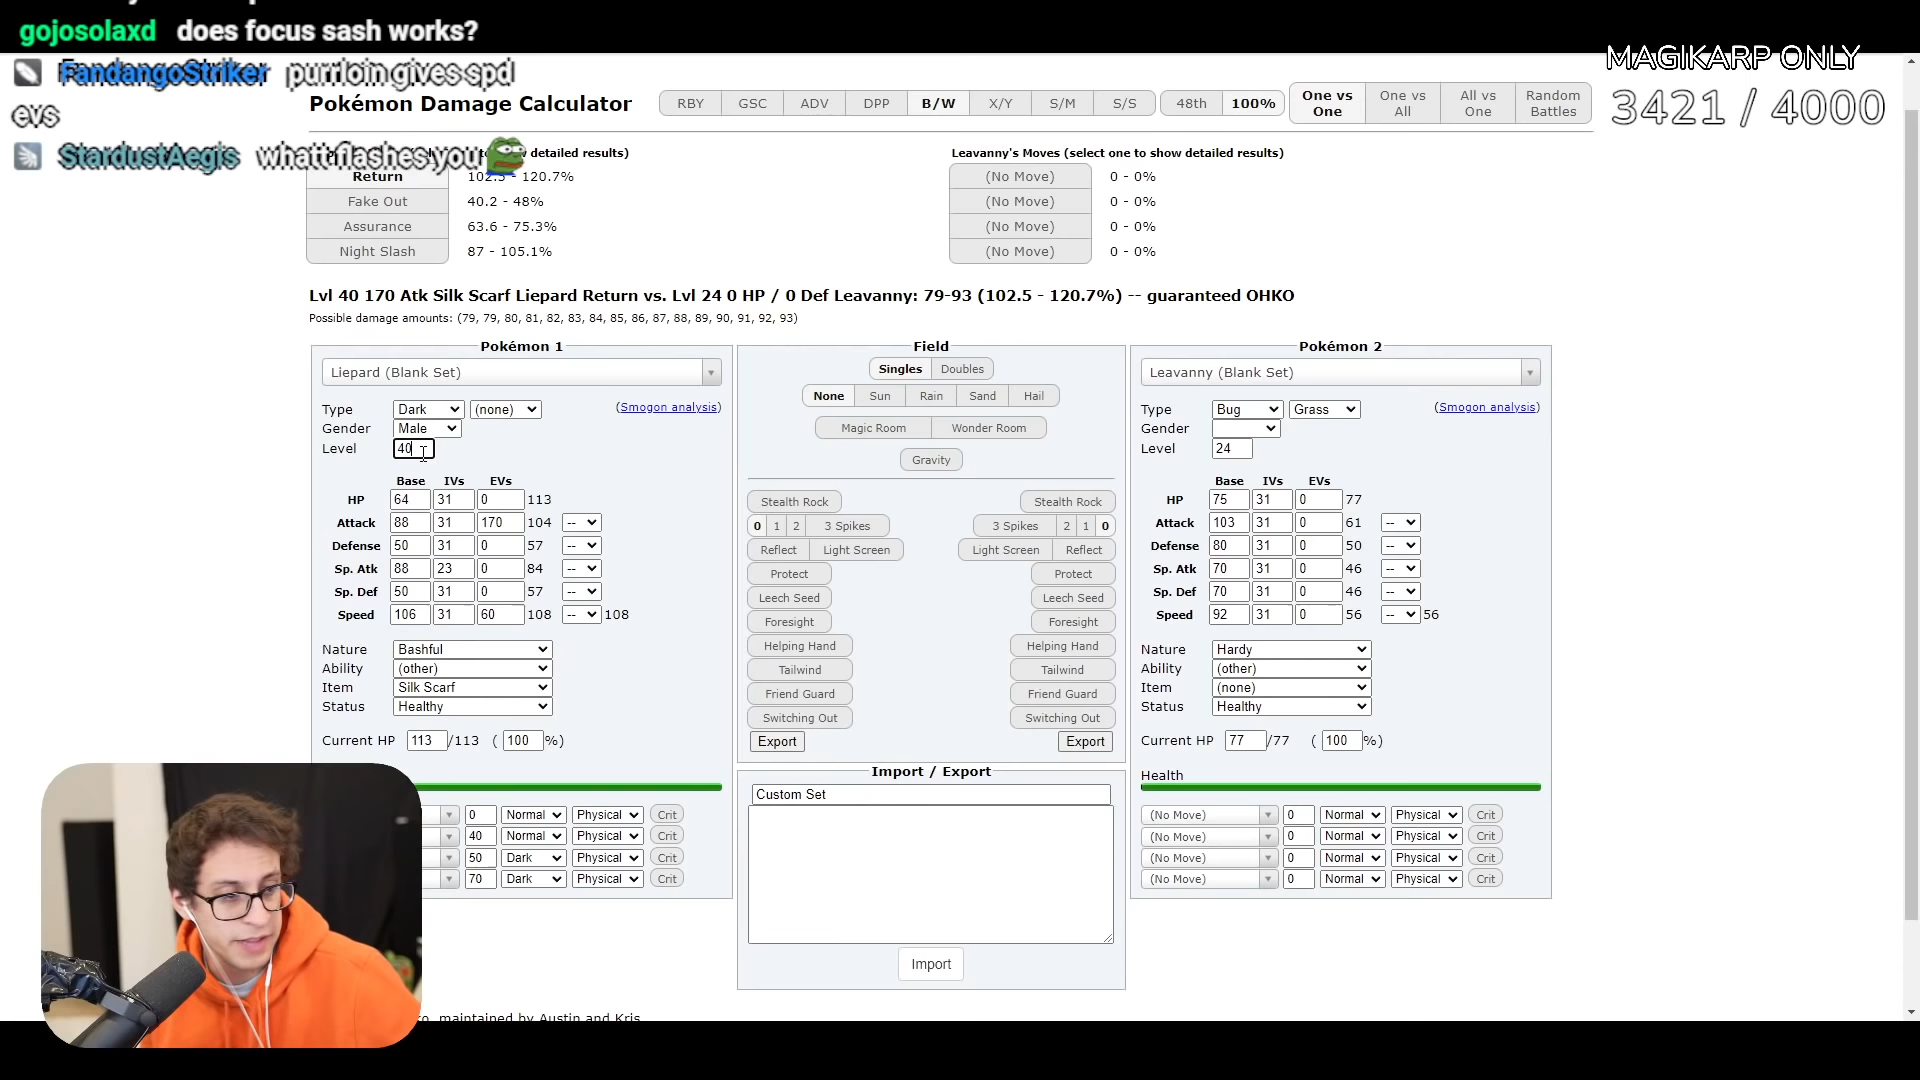 gojosolaxd does focus sash works?
FandangoStriker purrloin gives spd
evs
StardustAegis what flashes you
MAGIKARP ONLY
3421 / 4000
Pokémon Damage Calculator
RBY GSC ADV DPP B/W X/Y S/M S/S 48th 100% One vs One One vs All All vs One Random Battles
detailed results)
Return 102.5 - 120.7%
Fake Out 40.2 - 48%
Assurance 63.6 - 75.3%
Night Slash 87 - 105.1%
Leavanny's Moves (select one to show detailed results)
(No Move) 0 - 0%
(No Move) 0 - 0%
(No Move) 0 - 0%
(No Move) 0 - 0%
Lvl 40 170 Atk Silk Scarf Liepard Return vs. Lvl 24 0 HP / 0 Def Leavanny: 79-93 (102.5 - 120.7%) -- guaranteed OHKO
Possible damage amounts: (79, 79, 80, 81, 82, 83, 84, 85, 86, 87, 88, 89, 90, 91, 92, 93)
Pokémon 1
Liepard (Blank Set)
Type Dark (none) (Smogon analysis)
Gender Male
Level 40
Base IVs EVs
HP 64 31 0 113
Attack 88 31 170 104 --
Defense 50 31 0 57 --
Sp. Atk 88 23 0 84 --
Sp. Def 50 31 0 57 --
Speed 106 31 60 108 -- 108
Nature Bashful
Ability (other)
Item Silk Scarf
Status Healthy
Current HP 113 /113 ( 100 %)
0 Normal Physical Crit
40 Normal Physical Crit
50 Dark Physical Crit
70 Dark Physical Crit
Field
Singles Doubles
None Sun Rain Sand Hail
Magic Room Wonder Room
Gravity
Stealth Rock Stealth Rock
0 1 2 3 Spikes 3 Spikes 2 1 0
Reflect Light Screen Light Screen Reflect
Protect Protect
Leech Seed Leech Seed
Foresight Foresight
Helping Hand Helping Hand
Tailwind Tailwind
Friend Guard Friend Guard
Switching Out Switching Out
Export Export
Import / Export
Custom Set
Import
Pokémon 2
Leavanny (Blank Set)
Type Bug Grass (Smogon analysis)
Gender
Level 24
Base IVs EVs
HP 75 31 0 77
Attack 103 31 0 61 --
Defense 80 31 0 50 --
Sp. Atk 70 31 0 46 --
Sp. Def 70 31 0 46 --
Speed 92 31 0 56 -- 56
Nature Hardy
Ability (other)
Item (none)
Status Healthy
Current HP 77 /77 ( 100 %)
Health
(No Move) 0 Normal Physical Crit
(No Move) 0 Normal Physical Crit
(No Move) 0 Normal Physical Crit
(No Move) 0 Normal Physical Crit
maintained by Austin and Kris